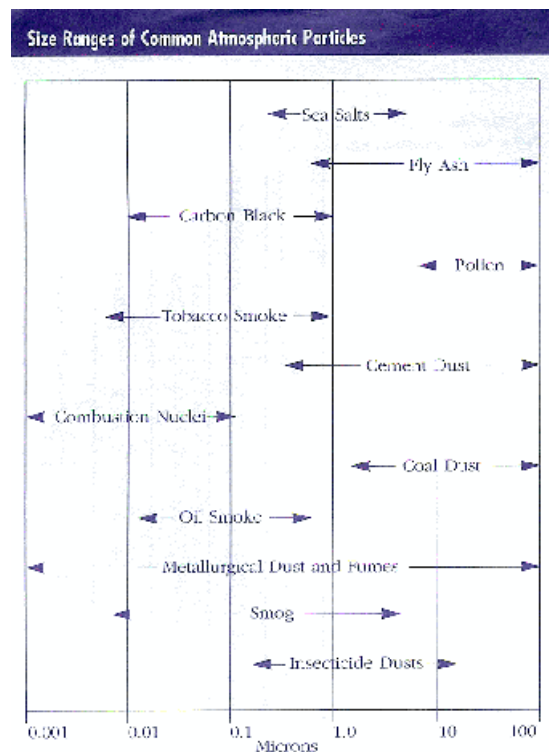 Size Ranges of Common Atmospheric Particles
Sea Salts
Fly Ash
Carbon Black
Pollen
Tobacco Smoke
Cement Dust
Combustion Nuclei
Coal Dust
Oil Smoke
Metallurgical Dust and Fumes
Smog
Insecticide Dusts
0.001 0.01 0.1 1.0 10 100
Microns